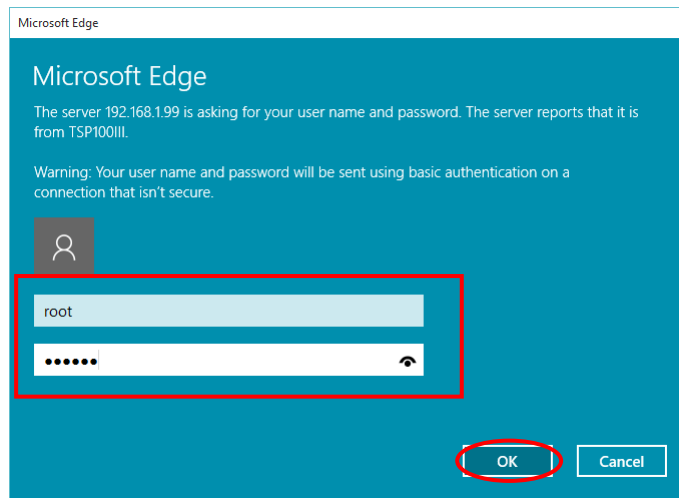 Microsoft Edge
Microsoft Edge
The server 192.168.1.99 is asking for your user name and password. The server reports that it is
from TSP100III.
Warning: Your user name and password will be sent using basic authentication on a
connection that isn't secure.
root
••••••
OK Cancel